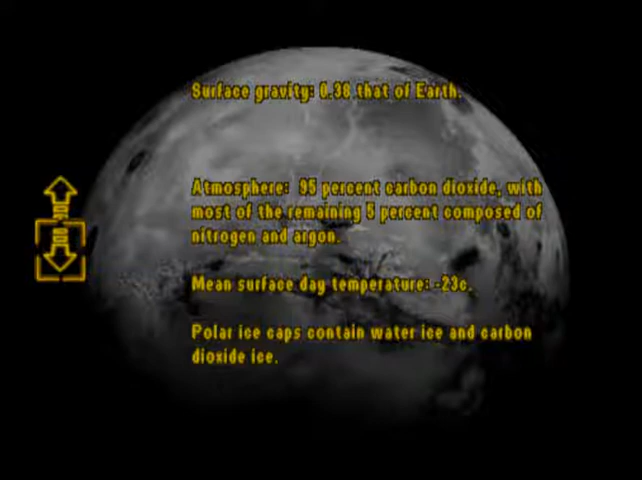 Surface gravity: 0.38 that of Earth.
Atmosphere: 95 percent carbon dioxide, with
most of the remaining 5 percent composed of
nitrogen and argon.
Mean surface day temperature: -23c.
Polar ice caps contain water ice and carbon
dioxide ice.